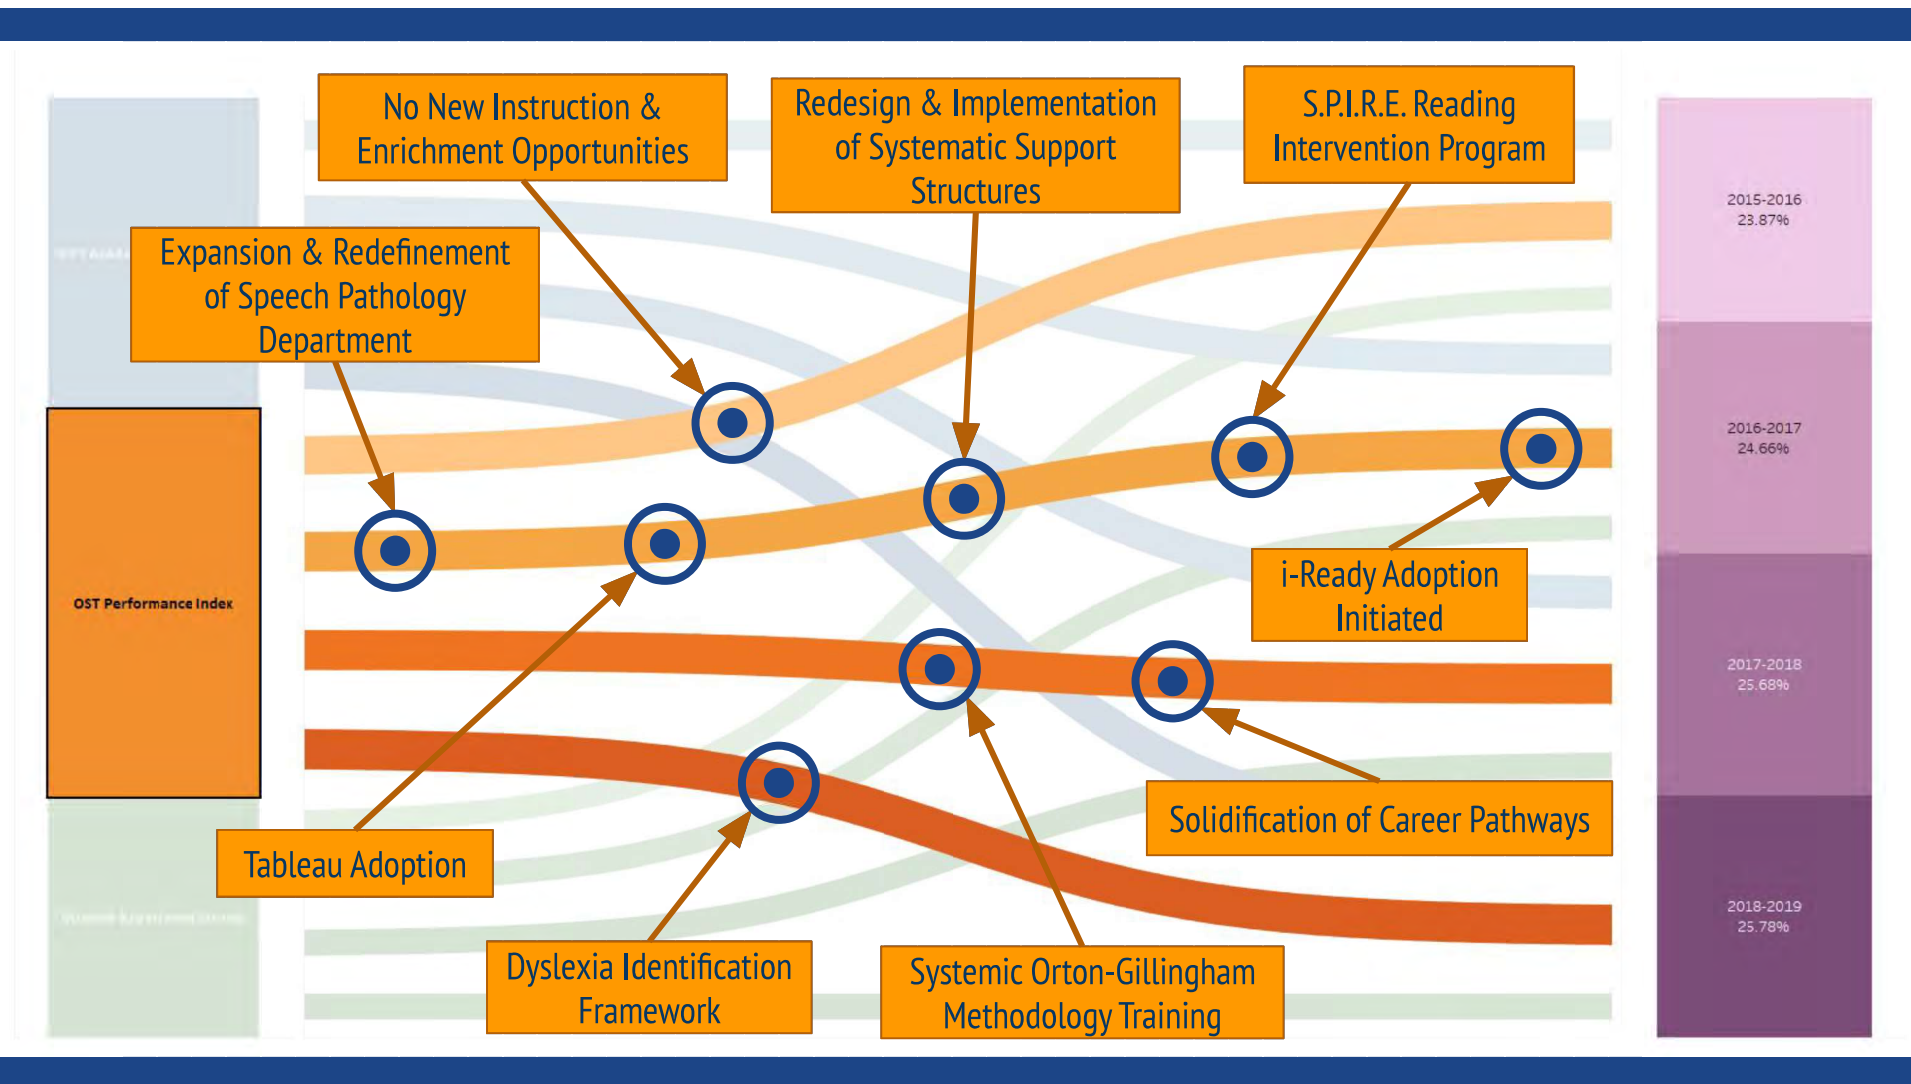 No New Instruction &
Enrichment Opportunities
Redesign & Implementation
of Systematic Support
Structures
S.P.I.R.E. Reading
Intervention Program
Expansion & Redefinement
of Speech Pathology
Department
2015-2016
23.87%
2016-2017
24.66%
OST Performance Index
i-Ready Adoption
Initiated
2017-2018
25.68%
Solidification of Career Pathways
Tableau Adoption
2018-2019
25.78%
Dyslexia Identification
Framework
Systemic Orton-Gillingham
Methodology Training